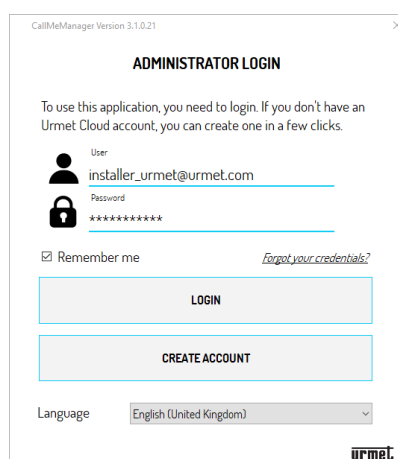 CallMeManager Version 3.1.0.21
ADMINISTRATOR LOGIN
To use this application, you need to login. If you don't have an
Urmet Cloud account, you can create one in a few clicks.
User
installer_urmet@urmet.com
Password
***********
Remember me
Forgot your credentials?
LOGIN
CREATE ACCOUNT
Language
English (United Kingdom)
urmet